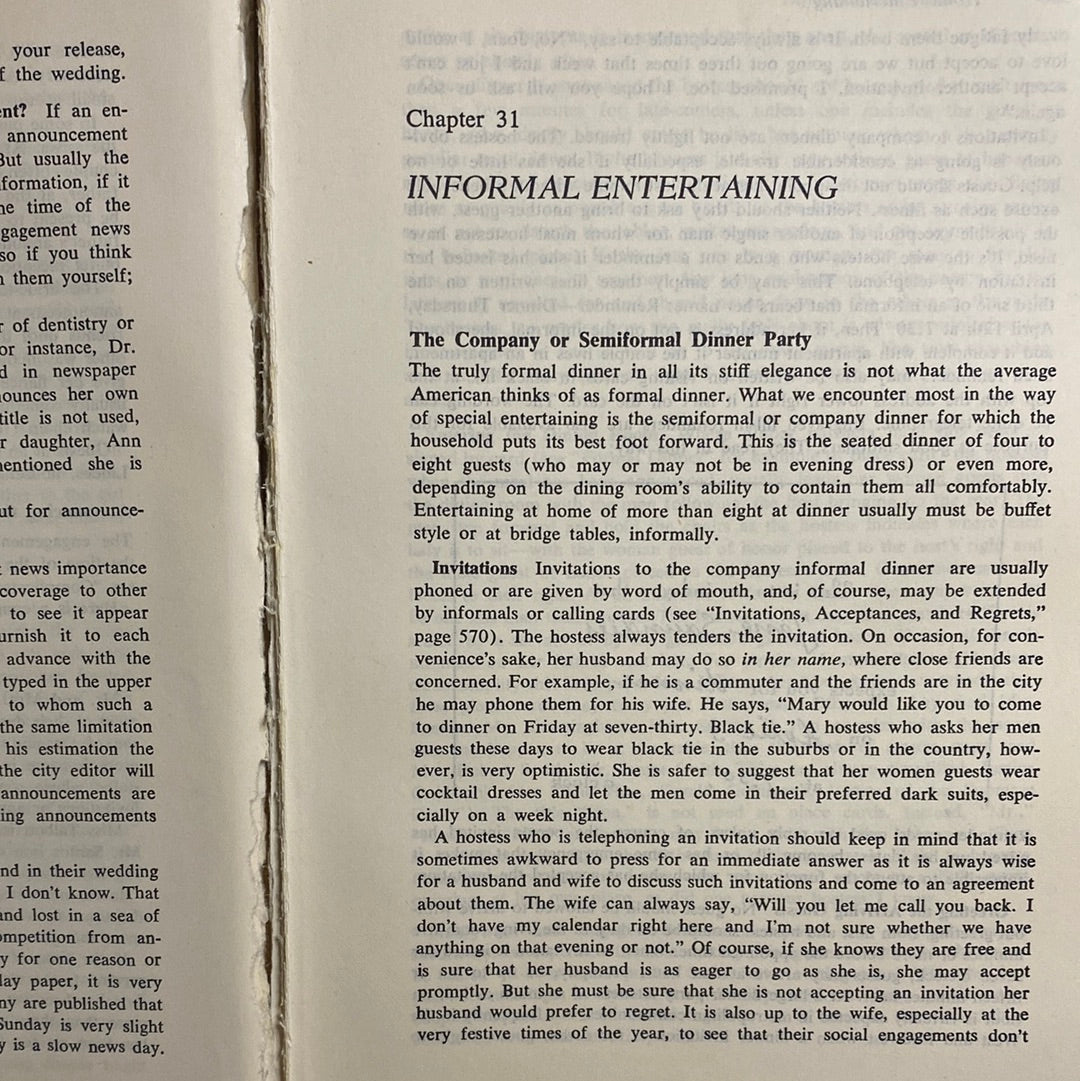 your release,
the wedding.
If an en-
announcement
But usually the
formation, if it
time of the
gagement news
so if you think
them yourself;
of dentistry or
or instance, Dr.
in newspaper
ounces her own
title is not used,
daughter, Ann
mentioned she is
for announce-
news importance
coverage to other
to see it appear
furnish it to each
advance with the
typed in the upper
to whom such a
the same limitation
his estimation the
the city editor will
announcements are
ing announcements
in their wedding
I don't know. That
and lost in a sea of
competition from an-
for one reason or
paper, it is very
are published that
Sunday is very slight
is a slow news day.
Chapter 31
INFORMAL ENTERTAINING
The Company or Semiformal Dinner Party
The truly formal dinner in all its stiff elegance is not what the average
American thinks of as formal dinner. What we encounter most in the way
of special entertaining is the semiformal or company dinner for which the
household puts its best foot forward. This is the seated dinner of four to
eight guests (who may or may not be in evening dress) or even more,
depending on the dining room's ability to contain them all comfortably.
Entertaining at home of more than eight at dinner usually must be buffet
style or at bridge tables, informally.
Invitations Invitations to the company informal dinner are usually
phoned or are given by word of mouth, and, of course, may be extended
by informals or calling cards (see "Invitations, Acceptances, and Regrets,"
page 570). The hostess always tenders the invitation. On occasion, for con-
venience's sake, her husband may do so in her name, where close friends are
concerned. For example, if he is a commuter and the friends are in the city
he may phone them for his wife. He says, "Mary would like you to come
to dinner on Friday at seven-thirty. Black tie." A hostess who asks her men
guests these days to wear black tie in the suburbs or in the country, how-
ever, is very optimistic. She is safer to suggest that her women guests wear
cocktail dresses and let the men come in their preferred dark suits, espe-
cially on a week night.
A hostess who is telephoning an invitation should keep in mind that it is
sometimes awkward to press for an immediate answer as it is always wise
for a husband and wife to discuss such invitations and come to an agreement
about them. The wife can always say, "Will you let me call you back. I
don't have my calendar right here and I'm not sure whether we have
anything on that evening or not." Of course, if she knows they are free and
is sure that her husband is as eager to go as she is, she may accept
promptly. But she must be sure that she is not accepting an invitation her
husband would prefer to regret. It is also up to the wife, especially at the
very festive times of the year, to see that their social engagements don't